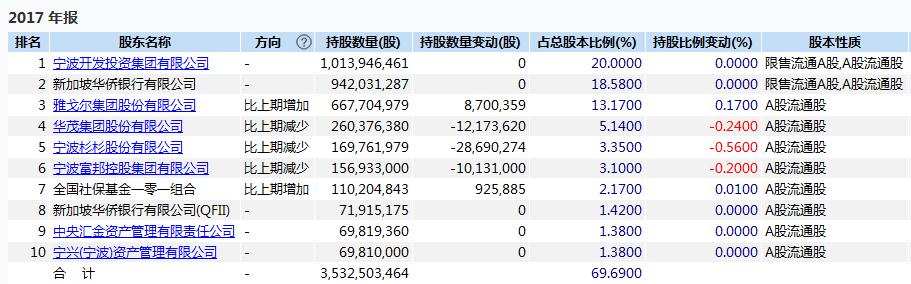 2017 年报
排名 股东名称 方向 ? 持股数量(股) 持股数量变动(股) 占总股本比例(%) 持股比例变动(%) 股本性质
1 宁波开发投资集团有限公司 - 1,013,946,461 0 20.0000 0.0000 限售流通A股,A股流通股
2 新加坡华侨银行有限公司 - 942,031,287 0 18.5800 0.0000 限售流通A股,A股流通股
3 雅戈尔集团股份有限公司 比上期增加 667,704,979 8,700,359 13.1700 0.1700 A股流通股
4 华茂集团股份有限公司 比上期减少 260,376,380 -12,173,620 5.1400 -0.2400 A股流通股
5 宁波杉杉股份有限公司 比上期减少 169,761,979 -28,690,274 3.3500 -0.5600 A股流通股
6 宁波富邦控股集团有限公司 比上期减少 156,933,000 -10,131,000 3.1000 -0.2000 A股流通股
7 全国社保基金一零一组合 比上期增加 110,204,843 925,885 2.1700 0.0100 A股流通股
8 新加坡华侨银行有限公司(QFII) - 71,915,175 0 1.4200 0.0000 A股流通股
9 中央汇金资产管理有限责任公司 - 69,819,360 0 1.3800 0.0000 A股流通股
10 宁兴(宁波)资产管理有限公司 - 69,810,000 0 1.3800 0.0000 A股流通股
合 计 - 3,532,503,464 69.6900